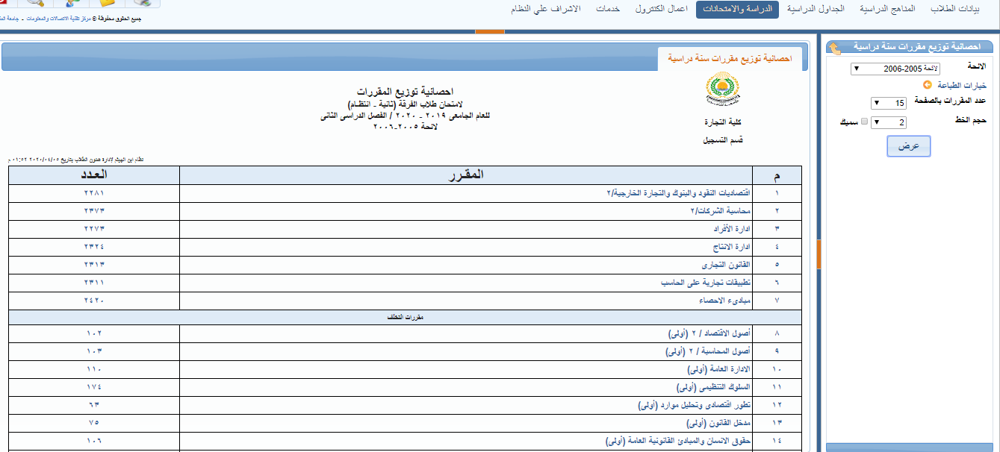 بيانات الطلاب المناهج الدراسية الجداول الدراسية الدراسة والامتحانات اعمال الكنترول خدمات الاشراف علي النظام
جميع الحقوق محفوظة © مركز تقنية الاتصالات والمعلومات - جامعة
احصائية توزيع مقررات سنة دراسية
الائحة لائحة 2005-2006
خيارات الطباعة
عدد المقررات بالصفحة 15
حجم الخط 2 سميك
عرض
احصائية توزيع مقررات سنة دراسية
كلية التجارة
قسم التسجيل
احصائية توزيع المقررات
لامتحان طلاب الفرقة (ثانية - انتظام)
للعام الجامعى ٢٠١٩ - ٢٠٢٠ / الفصل الدراسى الثانى
لائحة ٢٠٠٥-٢٠٠٦
نظام ابن الهيثم لإدارة شئون الطلاب بتاريخ ٢٠٢٠/٠٤/٠٥ ٠١:٥٢ م
م المقـرر العـدد
١ اقتصاديات النقود والبنوك والتجارة الخارجية/٢ ٢٢٨١
٢ محاسبة الشركات/٢ ٢٣٧٣
٣ ادارة الأفراد ٢٢٧٣
٤ ادارة الانتاج ٢٣٢٤
٥ القانون التجارى ٢٣١٣
٦ تطبيقات تجارية على الحاسب ٢٣١١
٧ مبادىء الاحصاء ٢٤٢٠
مقررات التخلف
٨ أصول الاقتصاد / ٢ (أولى) ١٠٢
٩ أصول المحاسبة / ٢ (أولى) ١٠٣
١٠ الادارة العامة (أولى) ١١٠
١١ السلوك التنظيمى (أولى) ١٧٤
١٢ تطور اقتصادى وتحليل موارد (أولى) ٦٣
١٣ مدخل القانون (أولى) ٧٥
١٤ حقوق الانسان والمبادئ القانونية العامة (أولى) ١٠٦